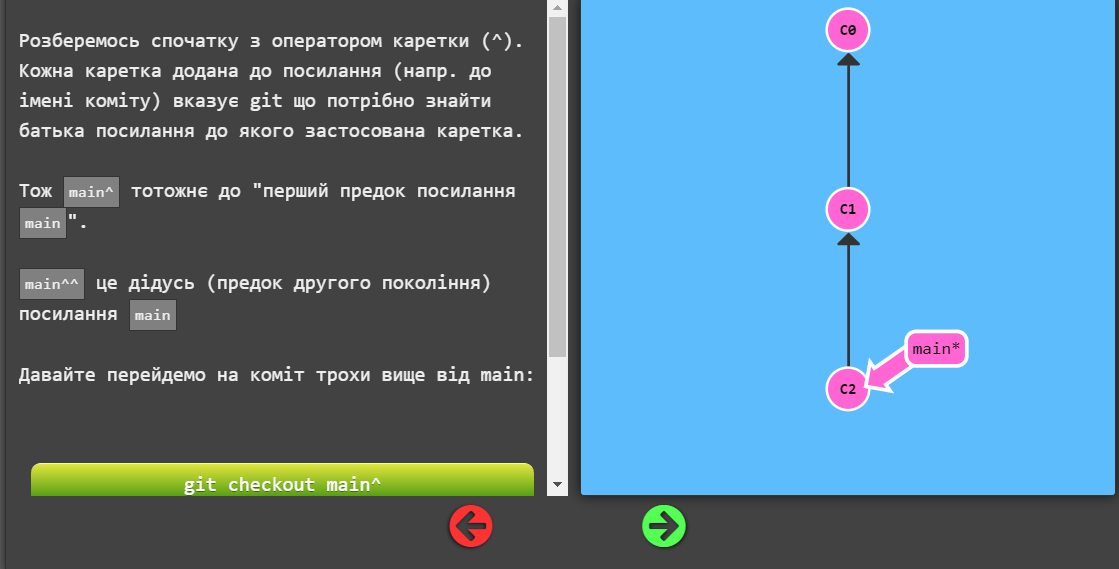 Розберемось спочатку з оператором каретки (^).
Кожна каретка додана до посилання (напр. до
імені коміту) вказує git що потрібно знайти
батька посилання до якого застосована каретка.
Тож main^ тотожнє до "перший предок посилання
main".
main^^ це дідусь (предок другого покоління)
посилання main
Давайте перейдемо на коміт трохи вище від main:
git checkout main^
C0
C1
main*
C2